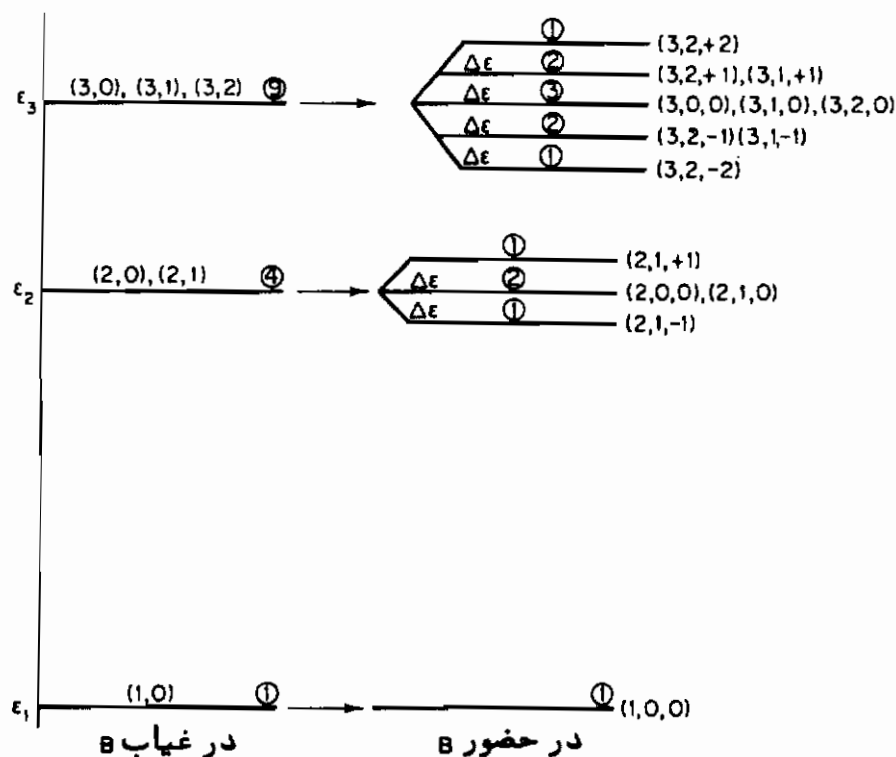 ① (3,2,+2)
Δε ② (3,2,+1),(3,1,+1)
ε₃ (3,0), (3,1), (3,2) ⑨ Δε ③ (3,0,0),(3,1,0),(3,2,0)
Δε ② (3,2,-1)(3,1,-1)
Δε ① (3,2,-2)
① (2,1,+1)
ε₂ (2,0),(2,1) ④ Δε ② (2,0,0),(2,1,0)
Δε ① (2,1,-1)
ε₁ (1,0) ① ① (1,0,0)
در غیاب B
در حضور B